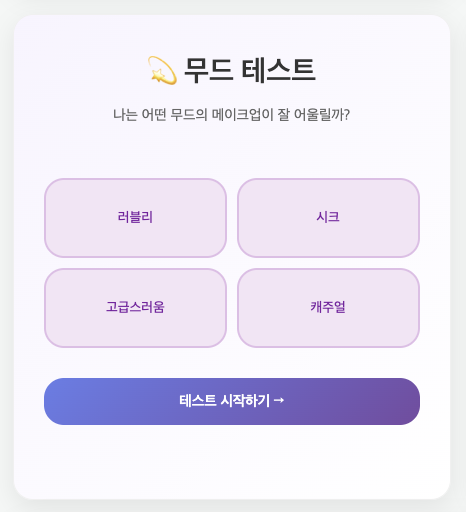 💫 무드 테스트
나는 어떤 무드의 메이크업이 잘 어울릴까?
러블리
시크
고급스러움
캐주얼
테스트 시작하기 →